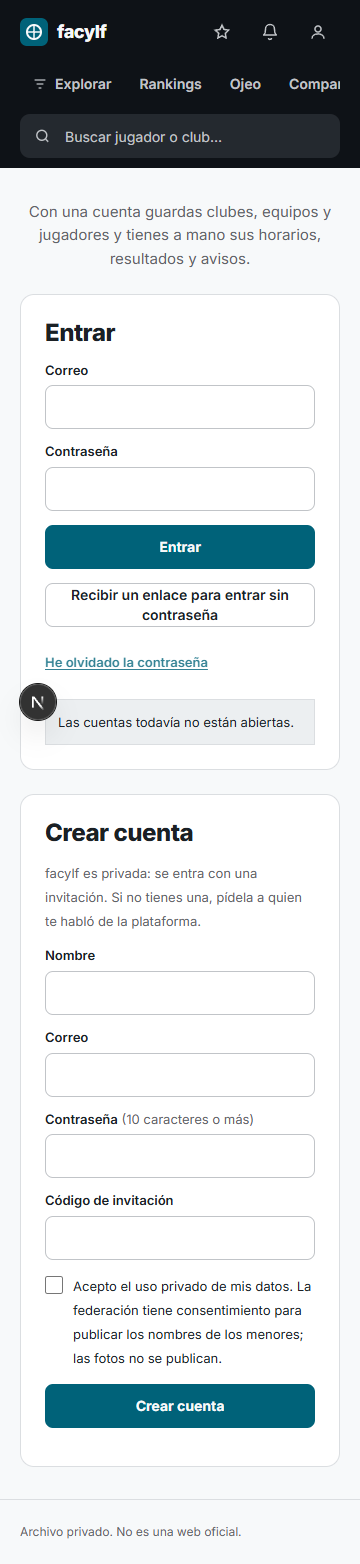 facylf
Explorar
Rankings
Ojeo
Compar
Buscar jugador o club...
Con una cuenta guardas clubes, equipos y
jugadores y tienes a mano sus horarios,
resultados y avisos.
Entrar
Correo
Contraseña
Entrar
Recibir un enlace para entrar sin
contraseña
He olvidado la contraseña
N
Las cuentas todavía no están abiertas.
Crear cuenta
facylf es privada: se entra con una
invitación. Si no tienes una, pídela a quien
te habló de la plataforma.
Nombre
Correo
Contraseña (10 caracteres o más)
Código de invitación
Acepto el uso privado de mis datos. La
federación tiene consentimiento para
publicar los nombres de los menores;
las fotos no se publican.
Crear cuenta
Archivo privado. No es una web oficial.